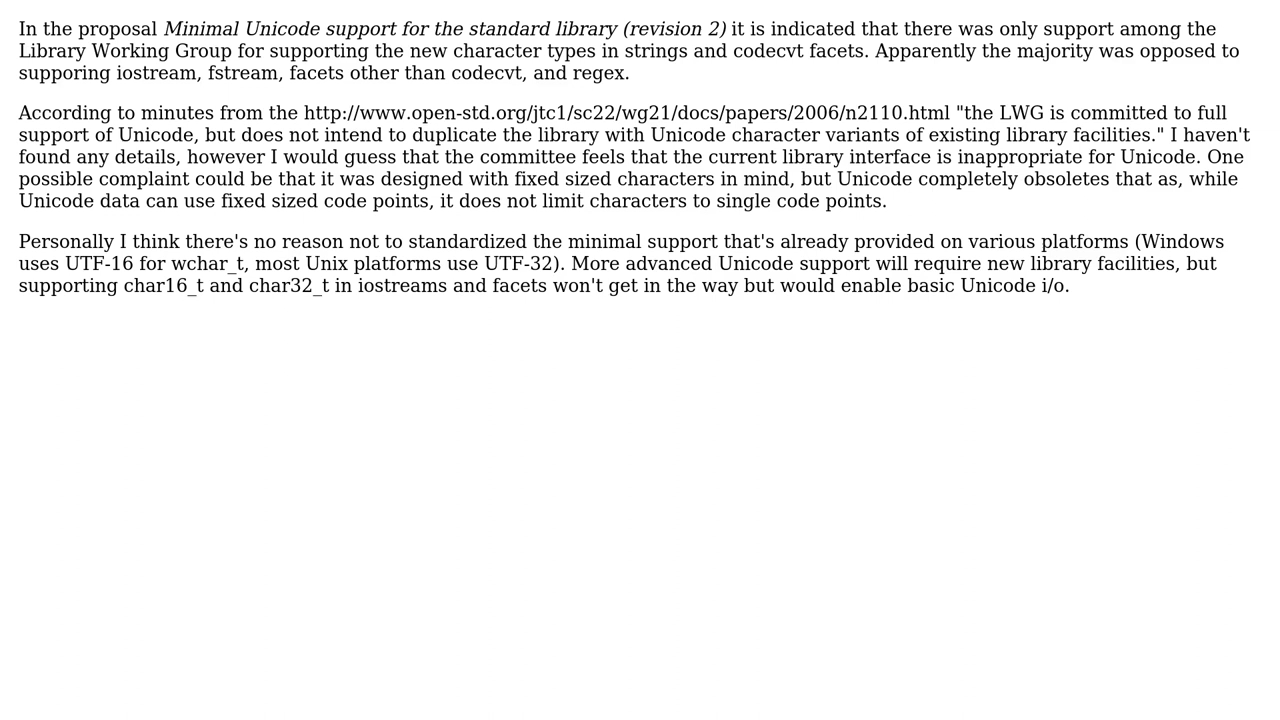 In the proposal Minimal Unicode support for the standard library (revision 2) it is indicated that there was only support among the
Library Working Group for supporting the new character types in strings and codecvt facets. Apparently the majority was opposed to
supporing iostream, fstream, facets other than codecvt, and regex.
According to minutes from the http://www.open-std.org/jtc1/sc22/wg21/docs/papers/2006/n2110.html "the LWG is committed to full
support of Unicode, but does not intend to duplicate the library with Unicode character variants of existing library facilities." I haven't
found any details, however I would guess that the committee feels that the current library interface is inappropriate for Unicode. One
possible complaint could be that it was designed with fixed sized characters in mind, but Unicode completely obsoletes that as, while
Unicode data can use fixed sized code points, it does not limit characters to single code points.
Personally I think there's no reason not to standardized the minimal support that's already provided on various platforms (Windows
uses UTF-16 for wchar_t, most Unix platforms use UTF-32). More advanced Unicode support will require new library facilities, but
supporting char16_t and char32_t in iostreams and facets won't get in the way but would enable basic Unicode i/o.